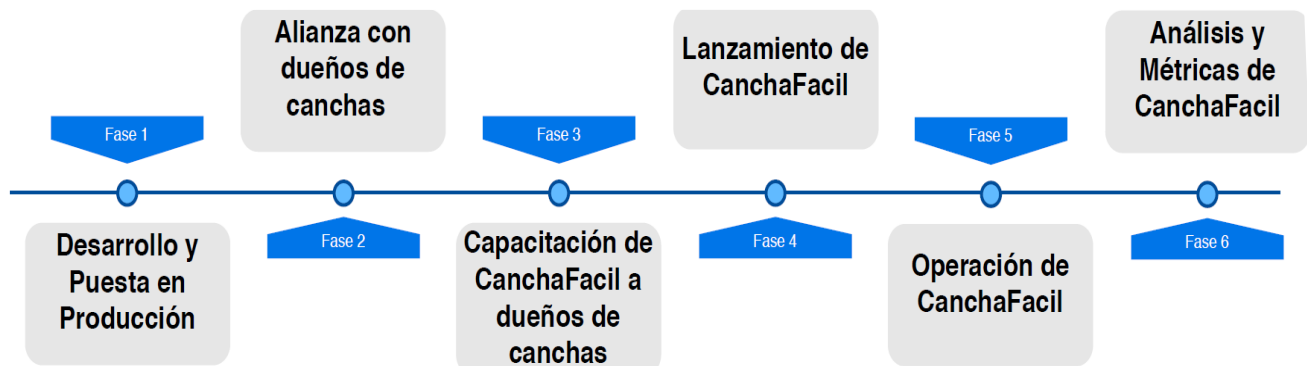 Fase 1
Desarrollo y
Puesta en
Producción
Alianza con
dueños de
canchas
Fase 2
Fase 3
Capacitación de
CanchaFacil a
dueños de
canchas
Lanzamiento de
CanchaFacil
Fase 4
Fase 5
Operación de
CanchaFacil
Análisis y
Métricas de
CanchaFacil
Fase 6